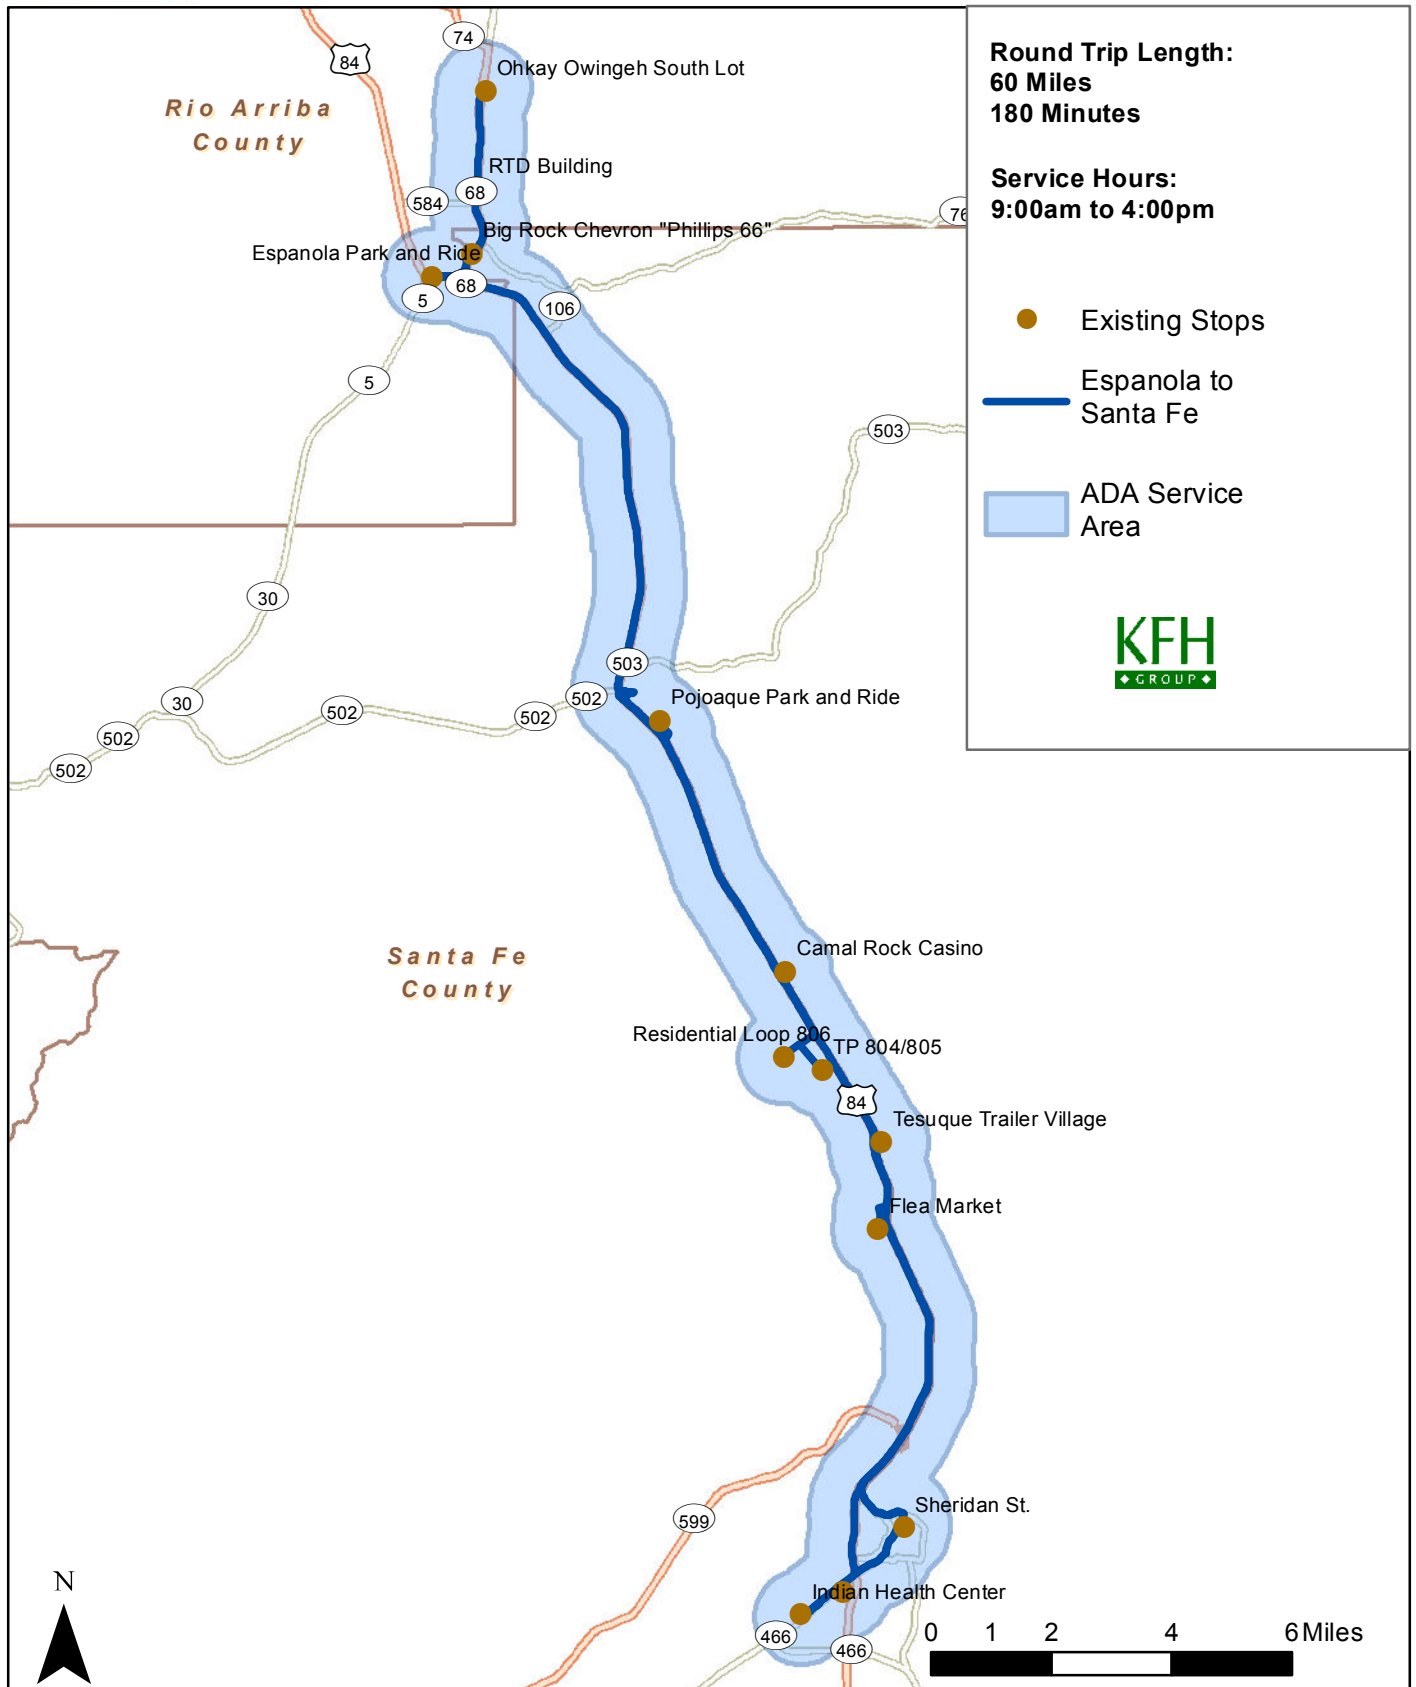 74
84
Ohkay Owingeh South Lot
Rio Arriba
County
RTD Building
584
68
76
Big Rock Chevron "Phillips 66"
Espanola Park and Ride
68
5
106
5
503
30
503
30
502
502
502
502
502
Pojoaque Park and Ride
Santa Fe
County
Camal Rock Casino
Residential Loop 806
TP 804/805
84
Tesuque Trailer Village
Flea Market
599
Sheridan St.
Indian Health Center
466
466
N
0 1 2 4 6 Miles
Round Trip Length:
60 Miles
180 Minutes
Service Hours:
9:00am to 4:00pm
Existing Stops
Espanola to
Santa Fe
ADA Service
Area
KFH
GROUP